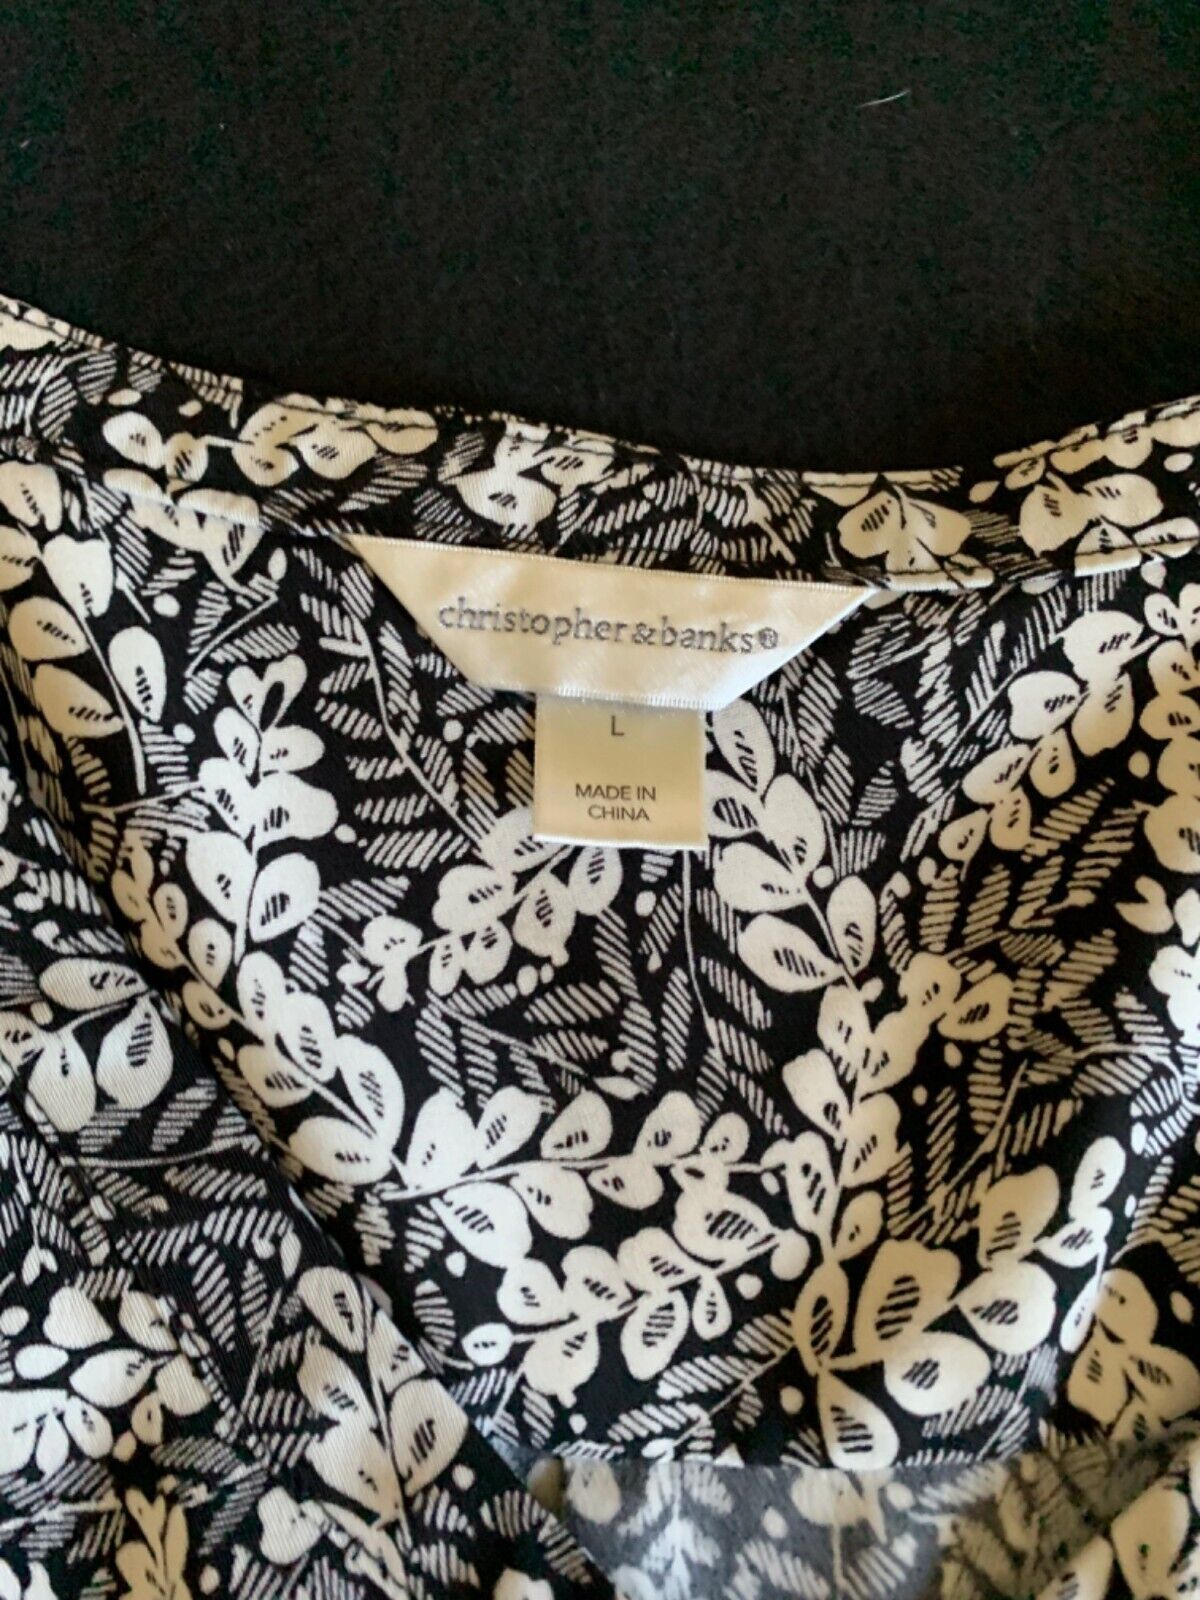 christopher & banks®
L
MADE IN
CHINA